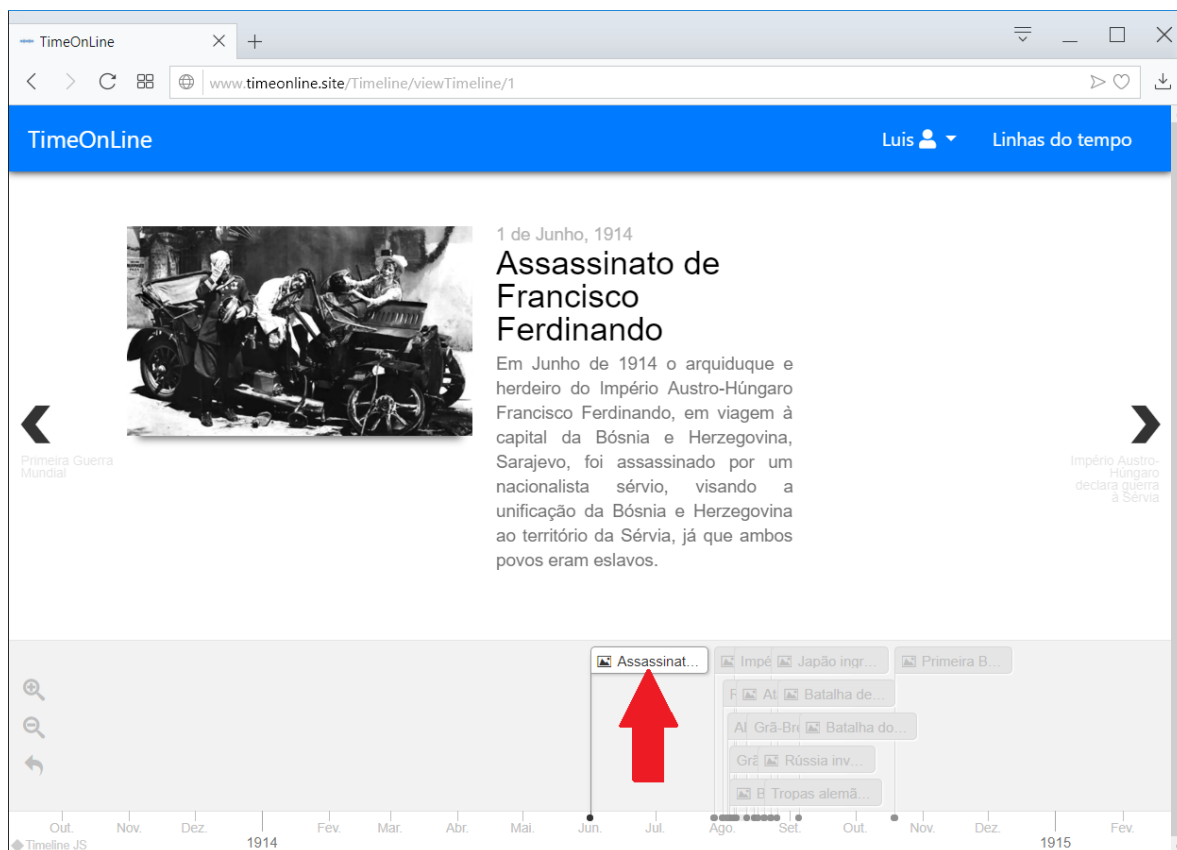 TimeOnLine
www.timeonline.site/Timeline/viewTimeline/1
TimeOnLine
Luis
Linhas do tempo
1 de Junho, 1914
Assassinato de
Francisco
Ferdinando
Em Junho de 1914 o arquiduque e
herdeiro do Império Austro-Húngaro
Francisco Ferdinando, em viagem à
capital da Bósnia e Herzegovina,
Sarajevo, foi assassinado por um
nacionalista sérvio, visando a
unificação da Bósnia e Herzegovina
ao território da Sérvia, já que ambos
povos eram eslavos.
Primeira Guerra
Mundial
Império Austro-
Húngaro
declara guerra
à Sérvia
Assassinat...
Impé
Japão ingr...
Primeira B...
At
Batalha de...
Al
Grã-Bre
Batalha do...
Grã
Rússia inv...
B
Tropas alemã...
Out. Nov. Dez. 1914 Fev. Mar. Abr. Mai. Jun. Jul. Ago. Set. Out. Nov. Dez. 1915 Fev.
Timeline JS